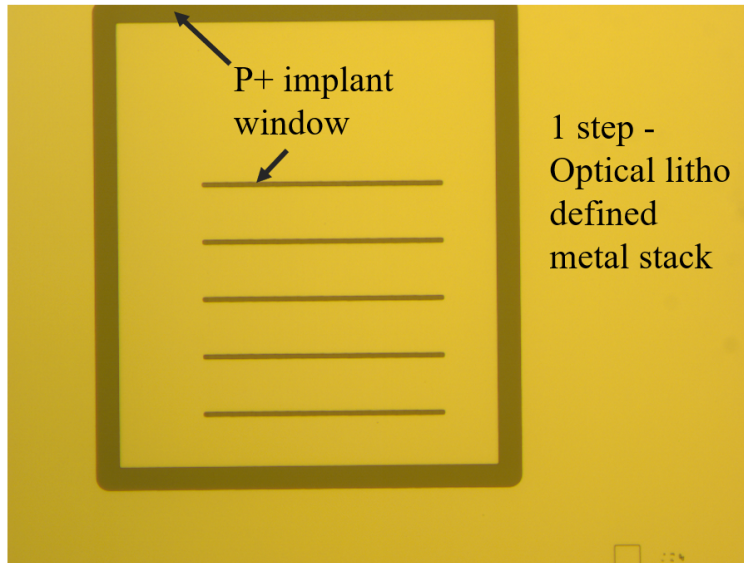 P+ implant
window
1 step -
Optical litho
defined
metal stack